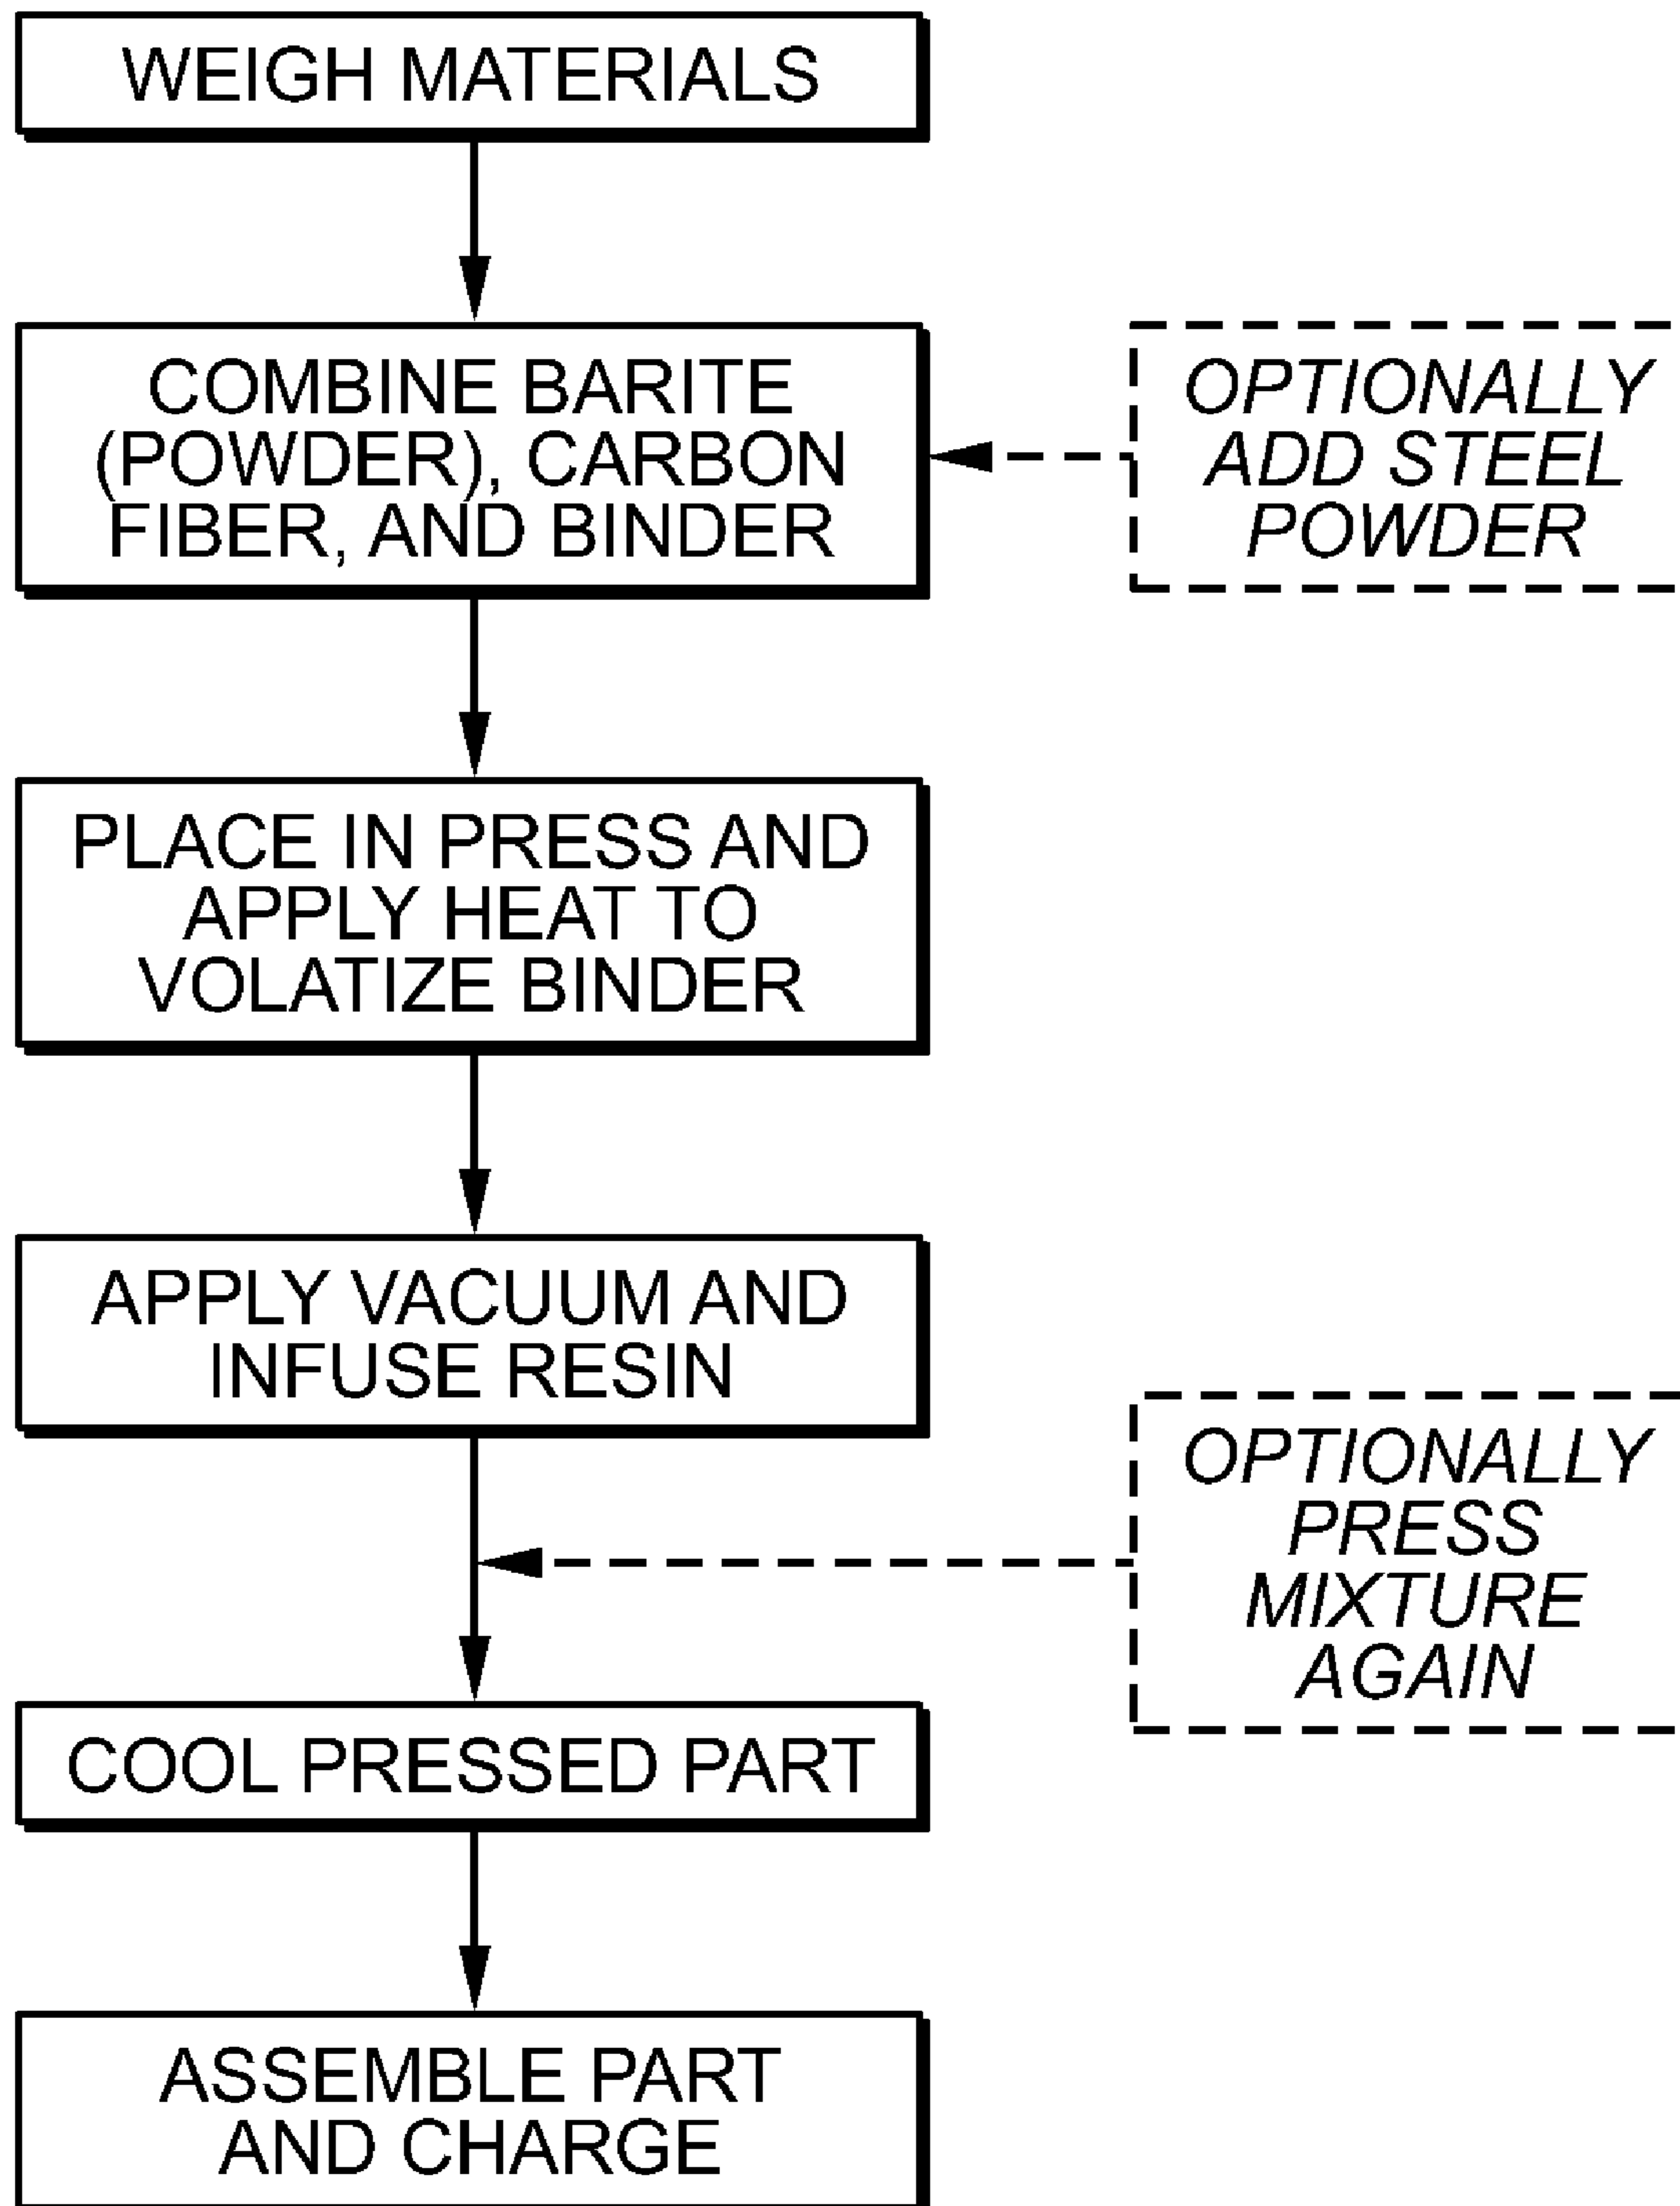 WEIGH MATERIALS
COMBINE BARITE
(POWDER), CARBON
FIBER, AND BINDER
OPTIONALLY
ADD STEEL
POWDER
PLACE IN PRESS AND
APPLY HEAT TO
VOLATIZE BINDER
APPLY VACUUM AND
INFUSE RESIN
OPTIONALLY
PRESS
MIXTURE
AGAIN
COOL PRESSED PART
ASSEMBLE PART
AND CHARGE